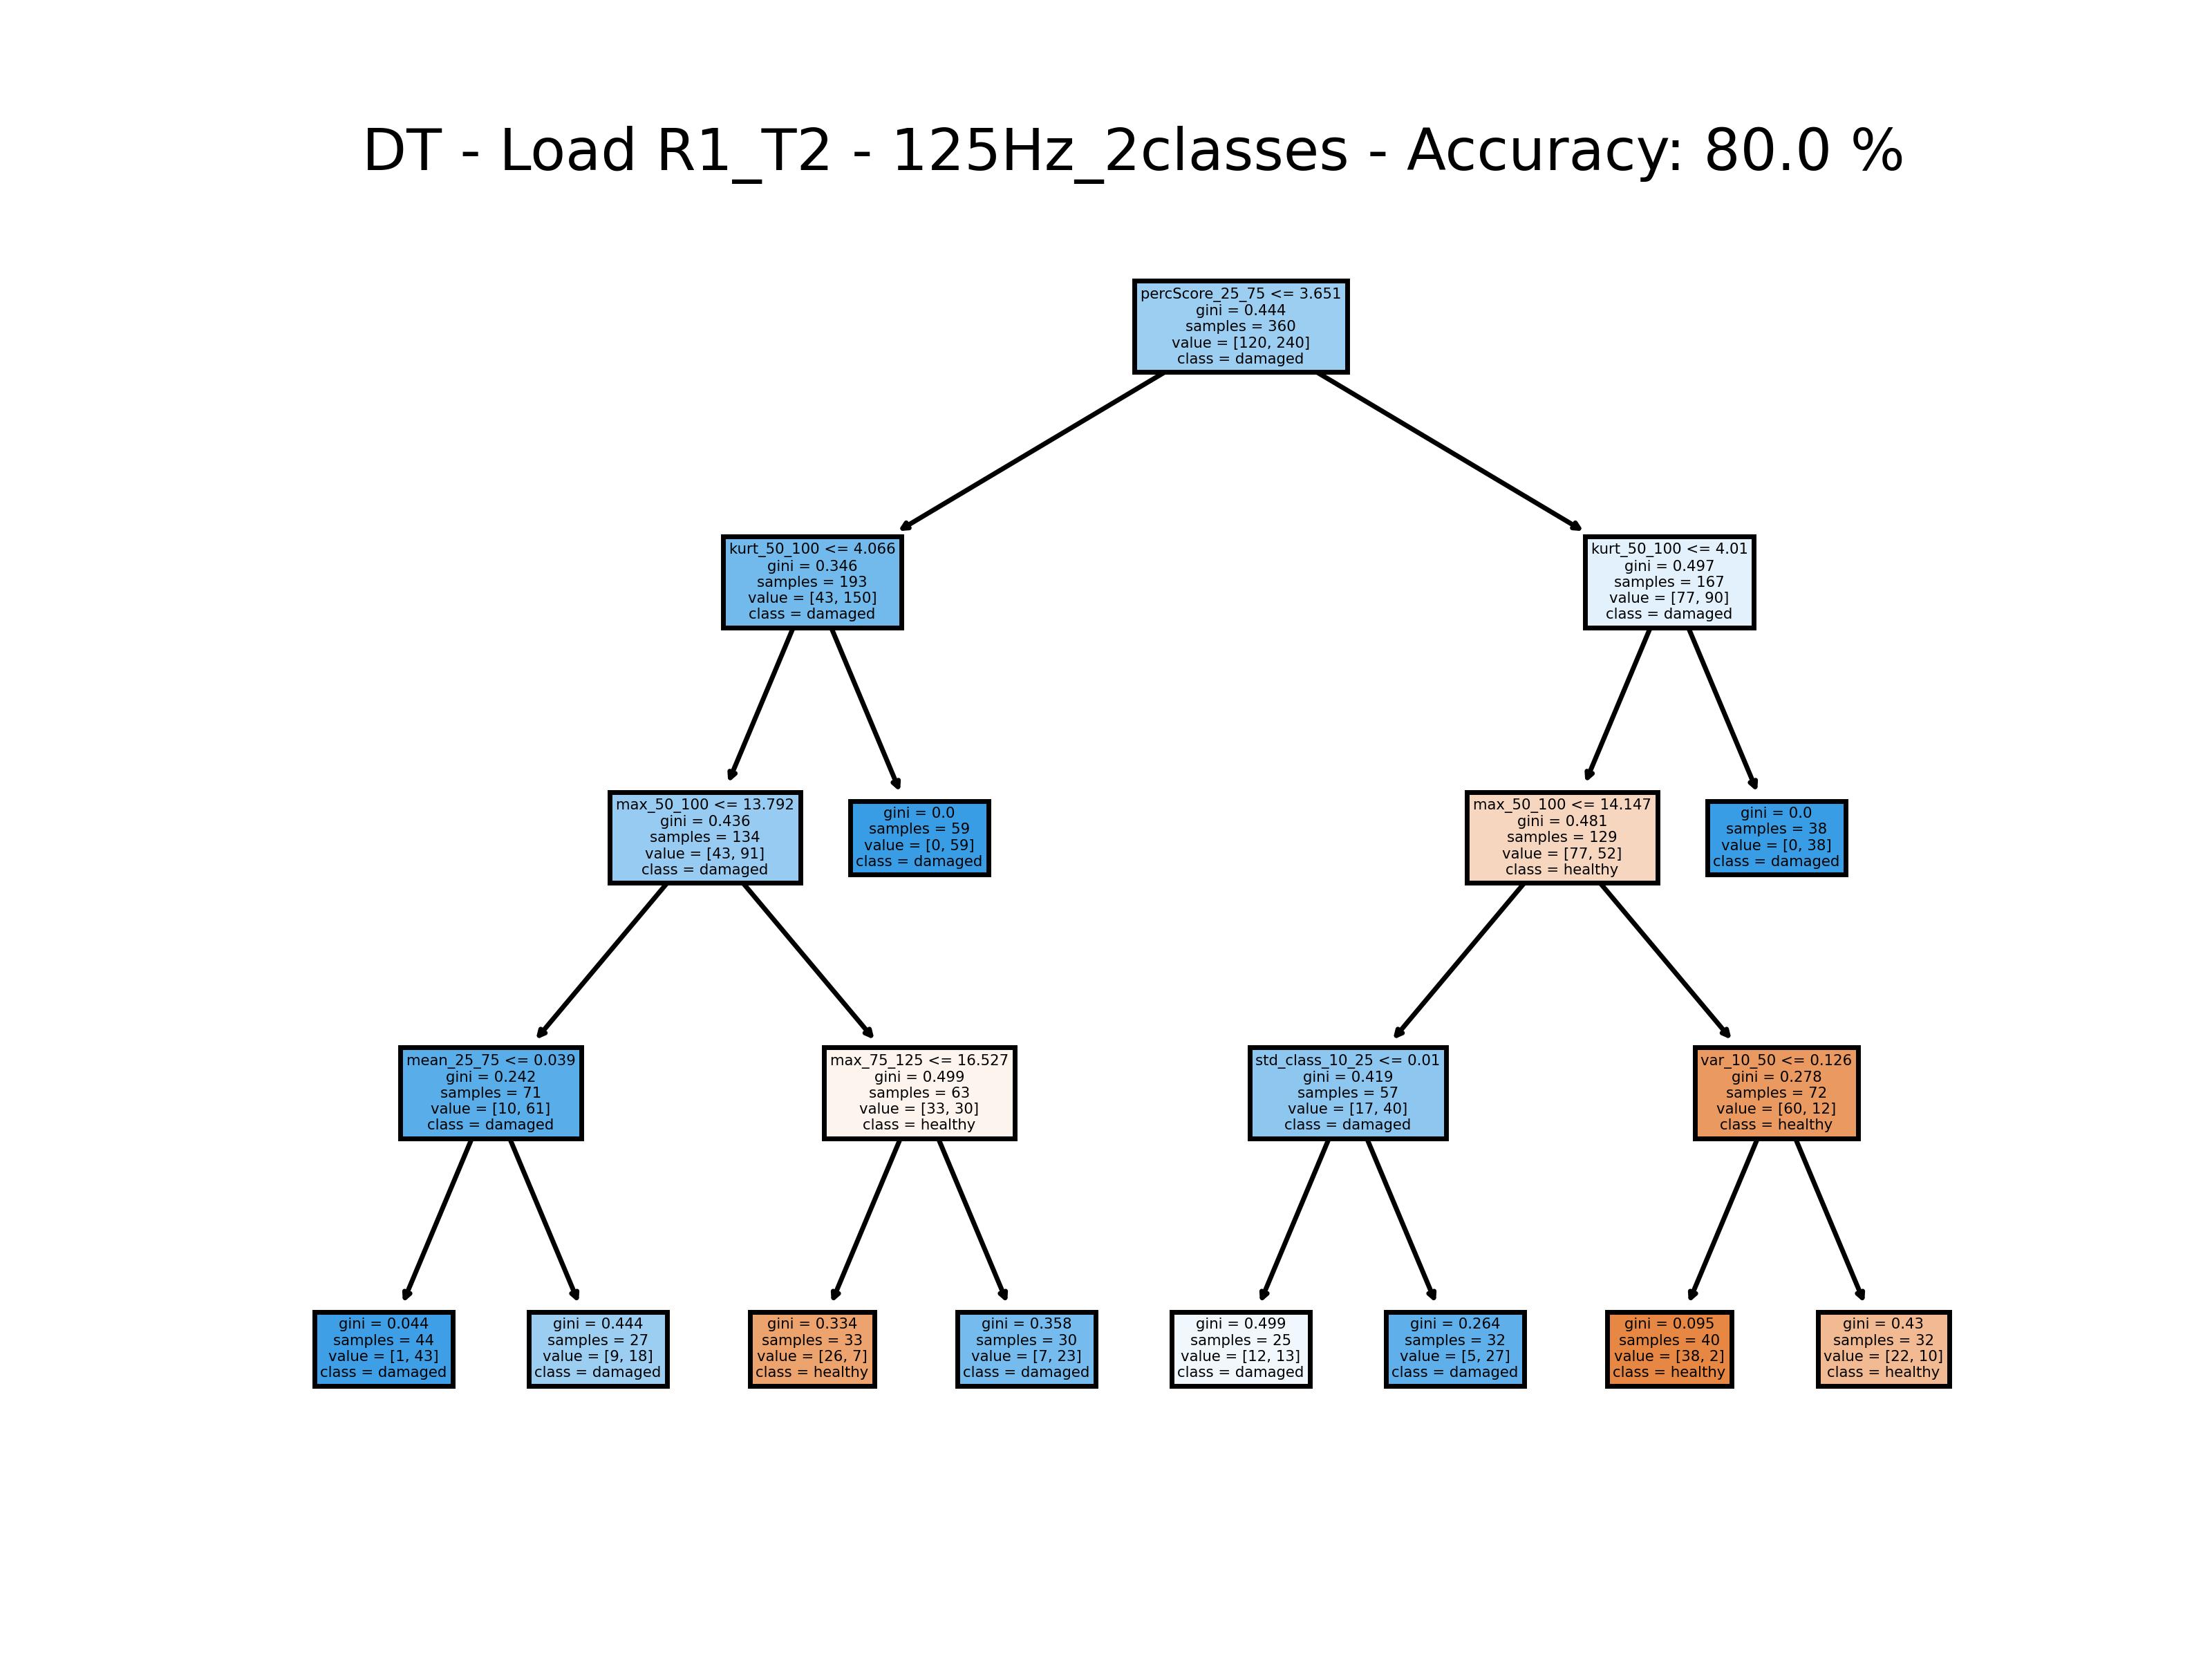 DT - Load R1_T2 - 125Hz_2classes - Accuracy: 80.0 %
percScore_25_75 <= 3.651
gini = 0.444
samples = 360
value = [120, 240]
class = damaged
kurt_50_100 <= 4.066
gini = 0.346
samples = 193
value = [43, 150]
class = damaged
kurt_50_100 <= 4.01
gini = 0.497
samples = 167
value = [77, 90]
class = damaged
max_50_100 <= 13.792
gini = 0.436
samples = 134
value = [43, 91]
class = damaged
gini = 0.0
samples = 59
value = [0, 59]
class = damaged
max_50_100 <= 14.147
gini = 0.481
samples = 129
value = [77, 52]
class = healthy
gini = 0.0
samples = 38
value = [0, 38]
class = damaged
mean_25_75 <= 0.039
gini = 0.242
samples = 71
value = [10, 61]
class = damaged
max_75_125 <= 16.527
gini = 0.499
samples = 63
value = [33, 30]
class = healthy
std_class_10_25 <= 0.01
gini = 0.419
samples = 57
value = [17, 40]
class = damaged
var_10_50 <= 0.126
gini = 0.278
samples = 72
value = [60, 12]
class = healthy
gini = 0.044
samples = 44
value = [1, 43]
class = damaged
gini = 0.444
samples = 27
value = [9, 18]
class = damaged
gini = 0.334
samples = 33
value = [26, 7]
class = healthy
gini = 0.358
samples = 30
value = [7, 23]
class = damaged
gini = 0.499
samples = 25
value = [12, 13]
class = damaged
gini = 0.264
samples = 32
value = [5, 27]
class = damaged
gini = 0.095
samples = 40
value = [38, 2]
class = healthy
gini = 0.43
samples = 32
value = [22, 10]
class = healthy